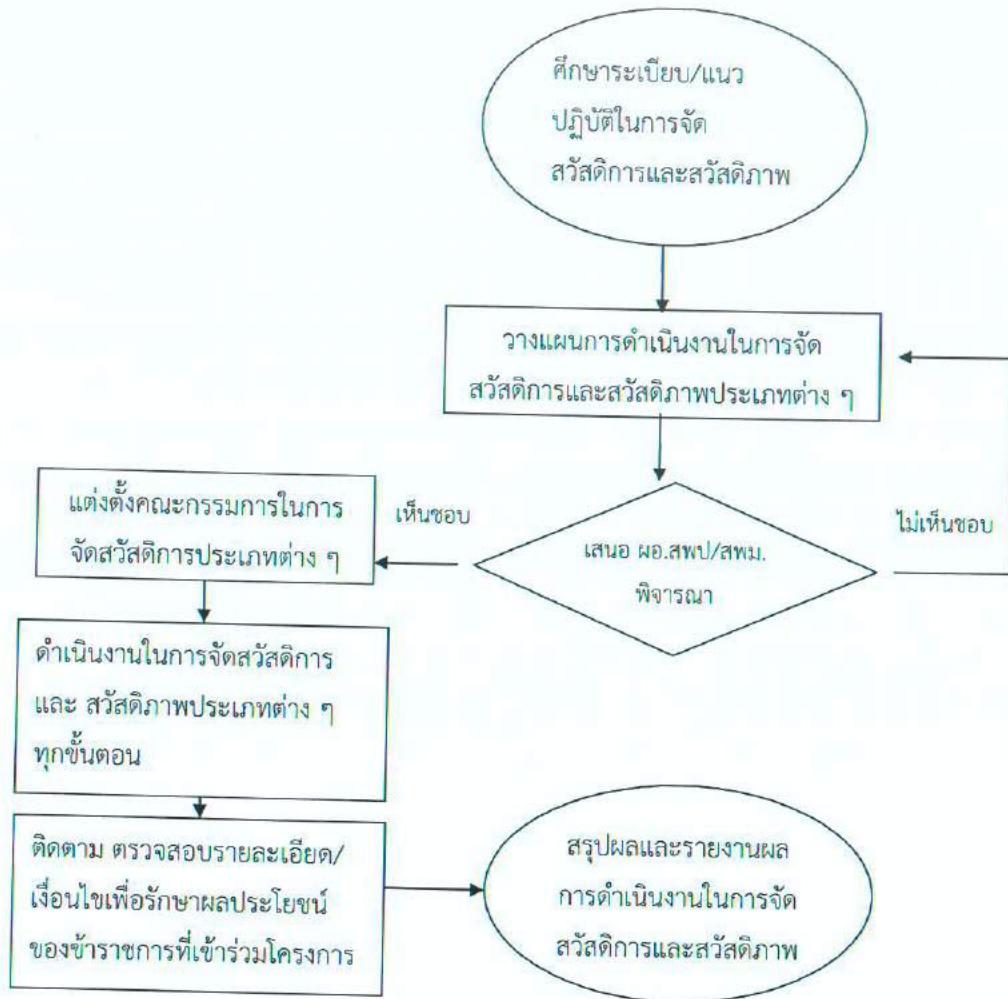 ศึกษาระเบียบ/แนว
ปฏิบัติในการจัด
สวัสดิการและสวัสดิภาพ
วางแผนการดำเนินงานในการจัด
สวัสดิการและสวัสดิภาพประเภทต่าง ๆ
แต่งตั้งคณะกรรมการในการ
จัดสวัสดิการประเภทต่าง ๆ
เห็นชอบ
เสนอ ผอ.สพป/สพม.
พิจารณา
ไม่เห็นชอบ
ดำเนินงานในการจัดสวัสดิการ
และ สวัสดิภาพประเภทต่าง ๆ
ทุกขั้นตอน
ติดตาม ตรวจสอบรายละเอียด/
เงื่อนไขเพื่อรักษาผลประโยชน์
ของข้าราชการที่เข้าร่วมโครงการ
สรุปผลและรายงานผล
การดำเนินงานในการจัด
สวัสดิการและสวัสดิภาพ